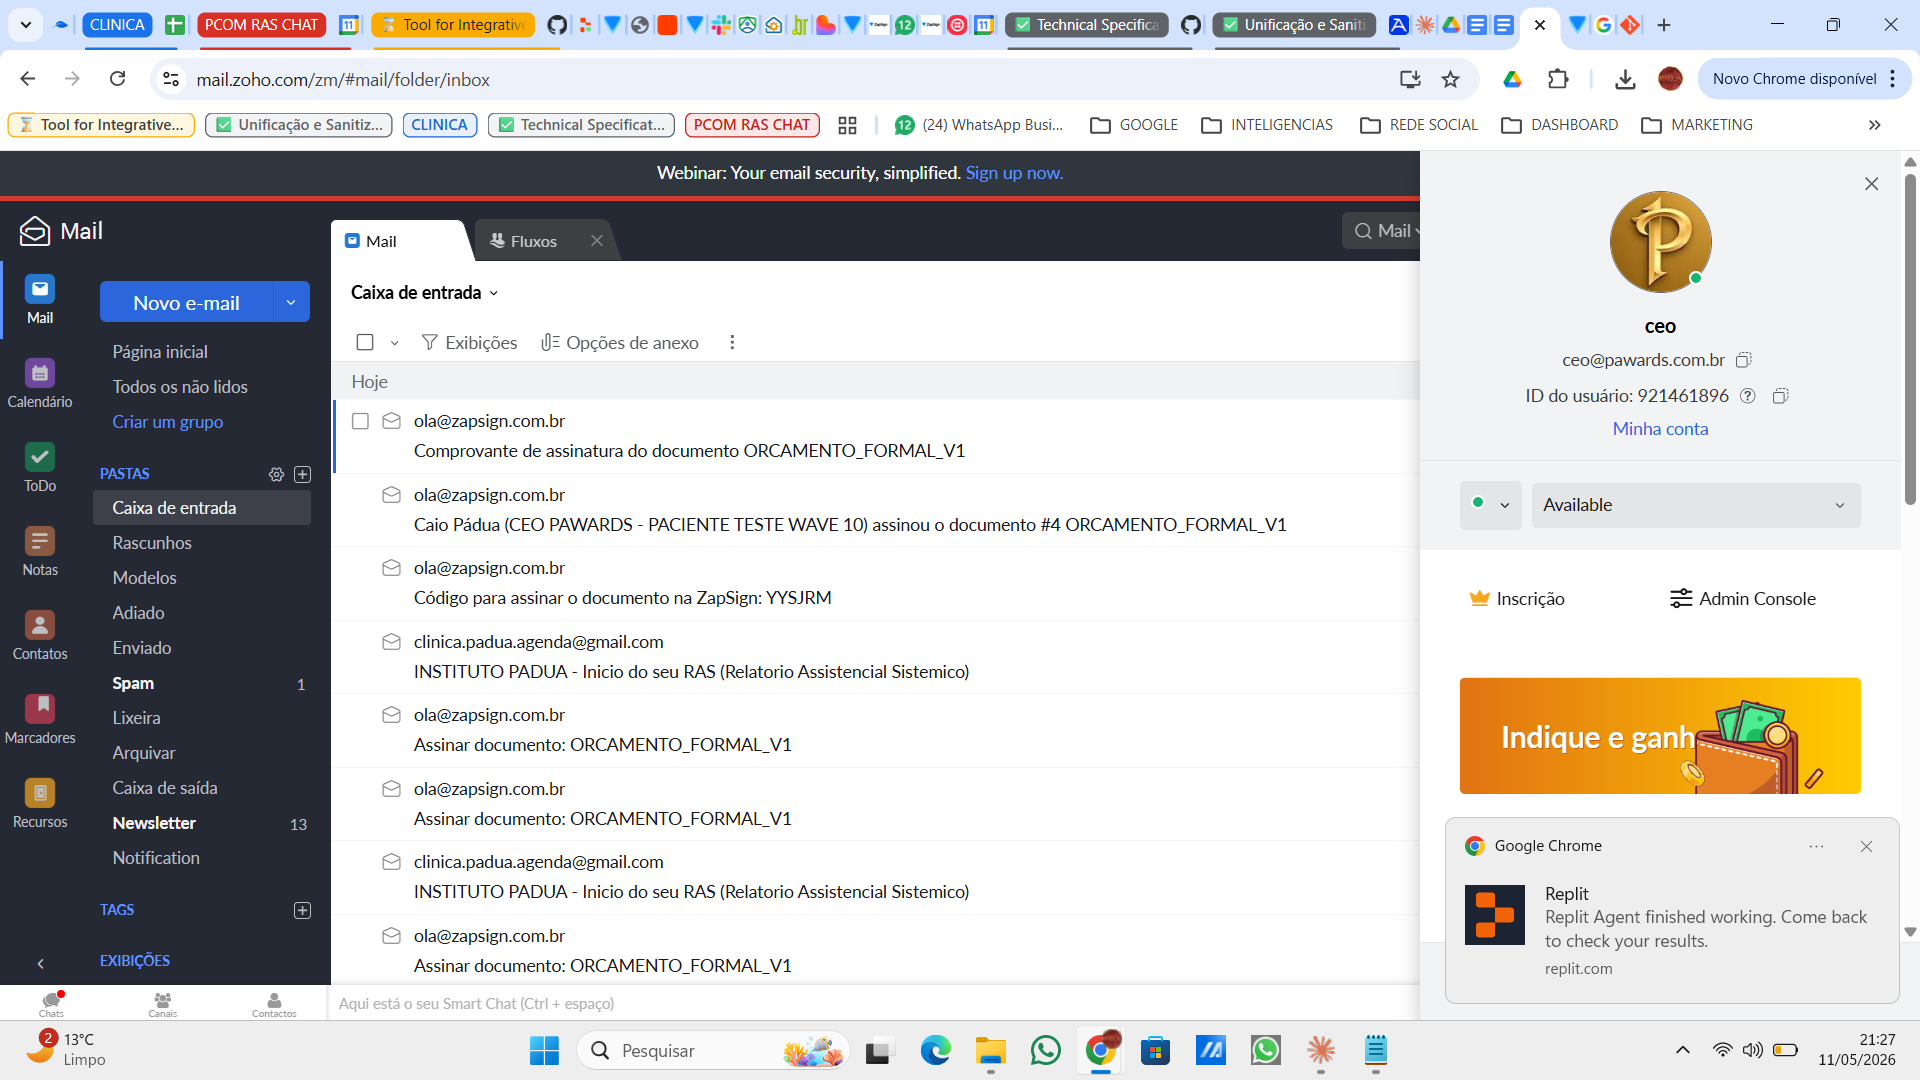 CLINICA
PCOM RAS CHAT
Tool for Integrative
Technical Specifica
Unificação e Saniti
mail.zoho.com/zm/#mail/folder/inbox
Novo Chrome disponível
Tool for Integrative...
Unificação e Sanitiz...
CLINICA
Technical Specificat...
PCOM RAS CHAT
12
(24) WhatsApp Busi...
GOOGLE
INTELIGENCIAS
REDE SOCIAL
DASHBOARD
MARKETING
Webinar: Your email security, simplified. Sign up now.
Mail
Mail
Fluxos
Mail
Mail
Calendário
ToDo
Notas
Contatos
Marcadores
Recursos
Novo e-mail
Página inicial
Todos os não lidos
Criar um grupo
PASTAS
Caixa de entrada
Rascunhos
Modelos
Adiado
Enviado
Spam 1
Lixeira
Arquivar
Caixa de saída
Newsletter 13
Notification
TAGS
EXIBIÇÕES
Caixa de entrada
Exibições
Opções de anexo
Hoje
ola@zapsign.com.br
Comprovante de assinatura do documento ORCAMENTO_FORMAL_V1
ola@zapsign.com.br
Caio Pádua (CEO PAWARDS - PACIENTE TESTE WAVE 10) assinou o documento #4 ORCAMENTO_FORMAL_V1
ola@zapsign.com.br
Código para assinar o documento na ZapSign: YYSJRM
clinica.padua.agenda@gmail.com
INSTITUTO PADUA - Inicio do seu RAS (Relatorio Assistencial Sistemico)
ola@zapsign.com.br
Assinar documento: ORCAMENTO_FORMAL_V1
ola@zapsign.com.br
Assinar documento: ORCAMENTO_FORMAL_V1
clinica.padua.agenda@gmail.com
INSTITUTO PADUA - Inicio do seu RAS (Relatorio Assistencial Sistemico)
ola@zapsign.com.br
Assinar documento: ORCAMENTO_FORMAL_V1
P
ceo
ceo@pawards.com.br
ID do usuário: 921461896
Minha conta
Available
Inscrição
Admin Console
Indique e ganh
Google Chrome
Replit
Replit Agent finished working. Come back
to check your results.
replit.com
Chats
Canais
Contactos
Aqui está o seu Smart Chat (Ctrl + espaço)
2
13°C
Limpo
Pesquisar
21:27
11/05/2026